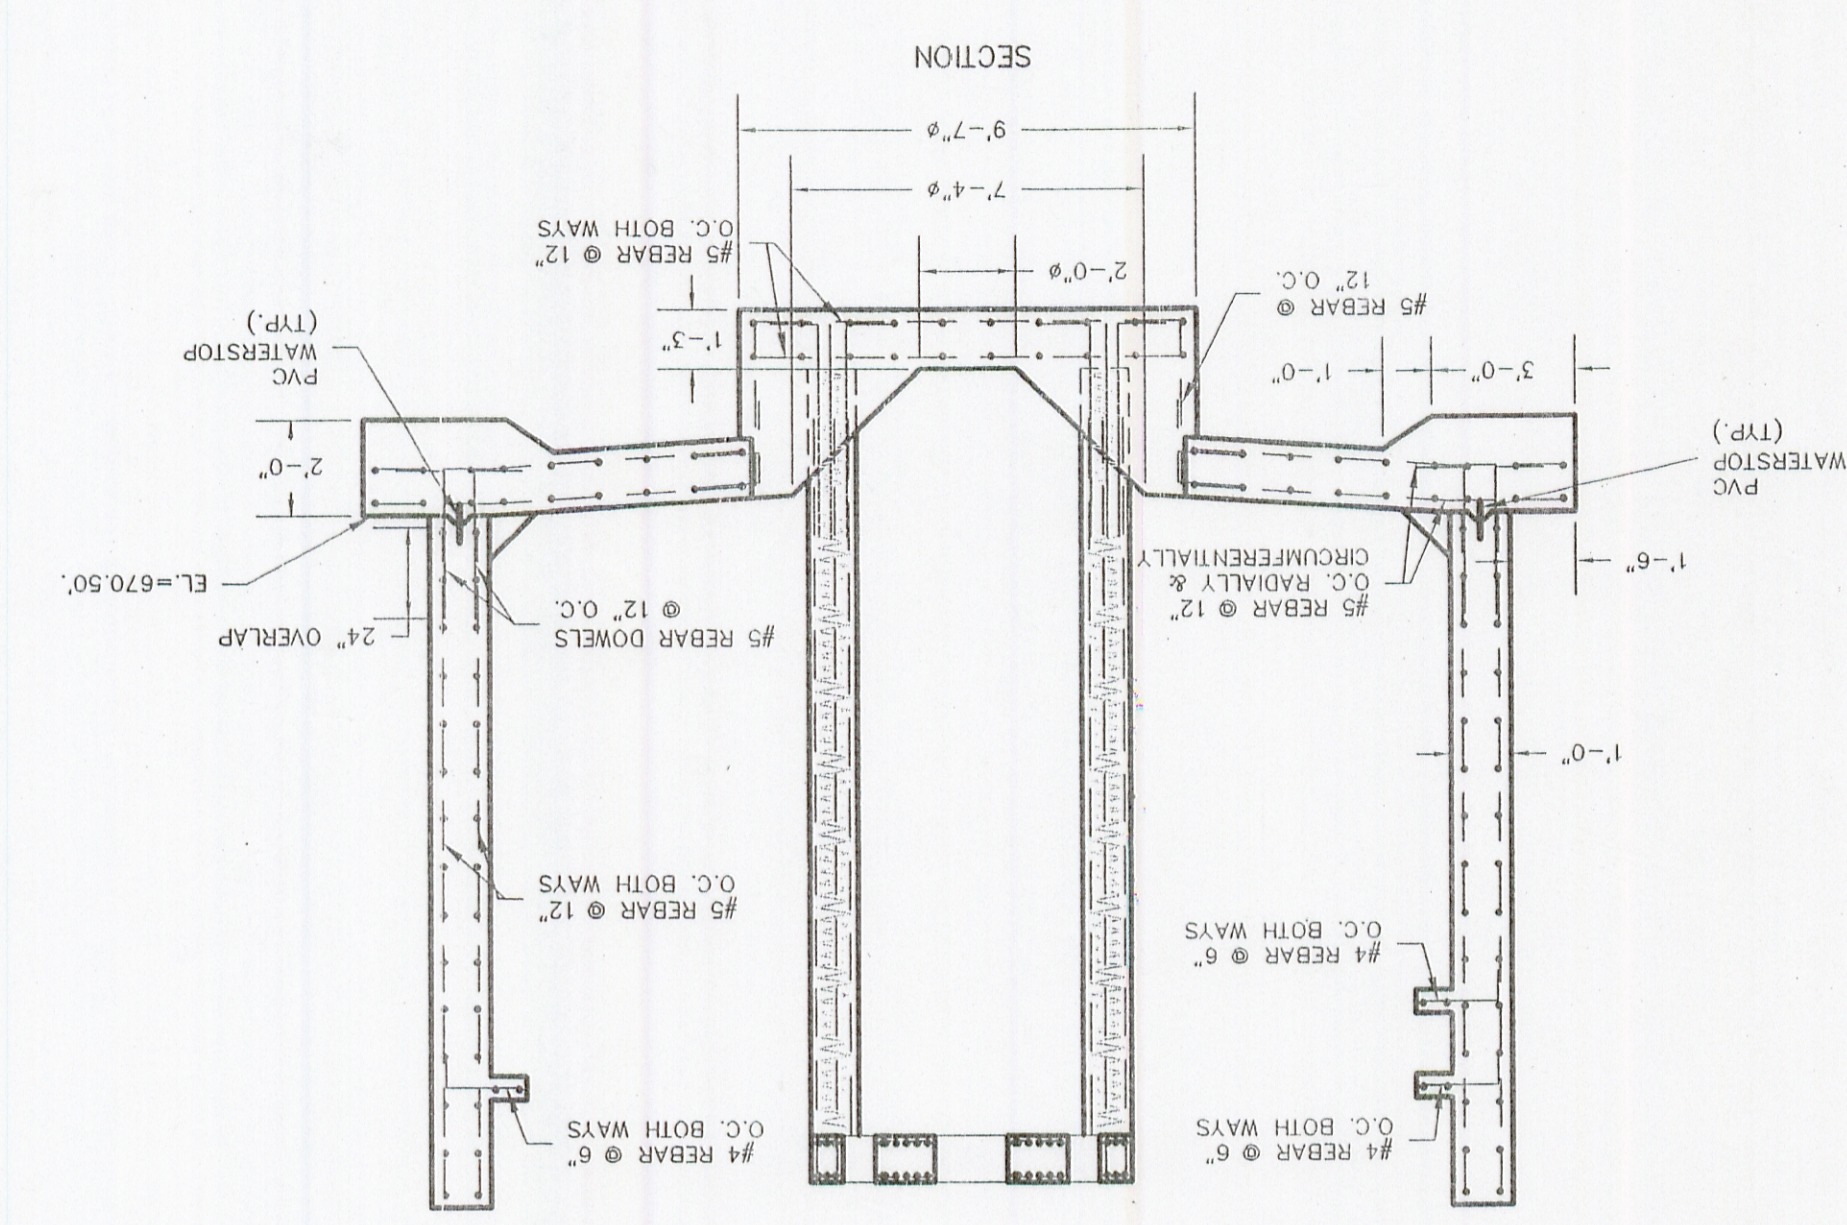 #4 REBAR @ 6"
O.C. BOTH WAYS
#4 REBAR @ 6"
O.C. BOTH WAYS
#4 REBAR @ 6"
O.C. BOTH WAYS
#5 REBAR @ 12"
O.C. BOTH WAYS
1'-0"
24" OVERLAP
#5 REBAR DOWELS
@ 12" O.C.
EL.=670.50'.
1'-6"
#5 REBAR @ 12"
O.C. RADIALLY &
CIRCUMFERENTIALLY
PVC
WATERSTOP
(TYP.)
2'-0"
3'-0"
1'-0"
PVC
WATERSTOP
(TYP.)
1'-3"
#5 REBAR @
12" O.C.
2'-0"ø
#5 REBAR @ 12"
O.C. BOTH WAYS
7'-4"ø
9'-7"ø
SECTION